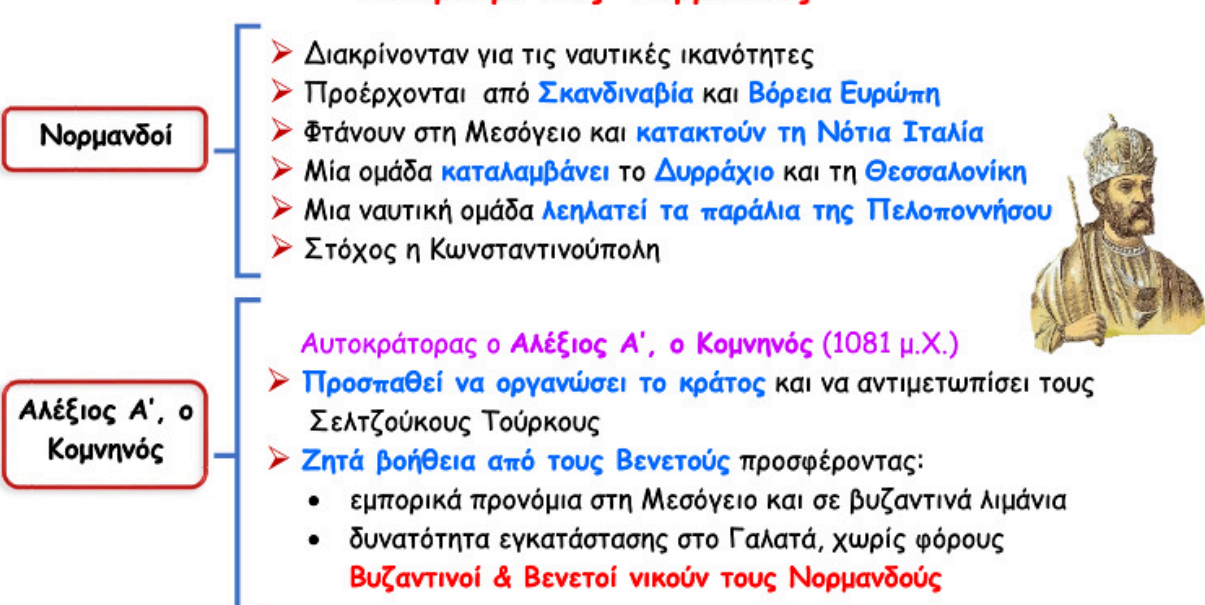 Νορμανδοί
➤ Διακρίνονταν για τις ναυτικές ικανότητες
➤ Προέρχονται από Σκανδιναβία και Βόρεια Ευρώπη
➤ Φτάνουν στη Μεσόγειο και κατακτούν τη Νότια Ιταλία
➤ Μία ομάδα καταλαμβάνει το Δυρράχιο και τη Θεσσαλονίκη
➤ Μια ναυτική ομάδα λεηλατεί τα παράλια της Πελοποννήσου
➤ Στόχος η Κωνσταντινούπολη
Αλέξιος Α', ο
Κομνηνός
Αυτοκράτορας ο Αλέξιος Α', ο Κομνηνός (1081 μ.Χ.)
➤ Προσπαθεί να οργανώσει το κράτος και να αντιμετωπίσει τους
Σελτζούκους Τούρκους
➤ Ζητά βοήθεια από τους Βενετούς προσφέροντας:
• εμπορικά προνόμια στη Μεσόγειο και σε βυζαντινά λιμάνια
• δυνατότητα εγκατάστασης στο Γαλατά, χωρίς φόρους
Βυζαντινοί & Βενετοί νικούν τους Νορμανδούς